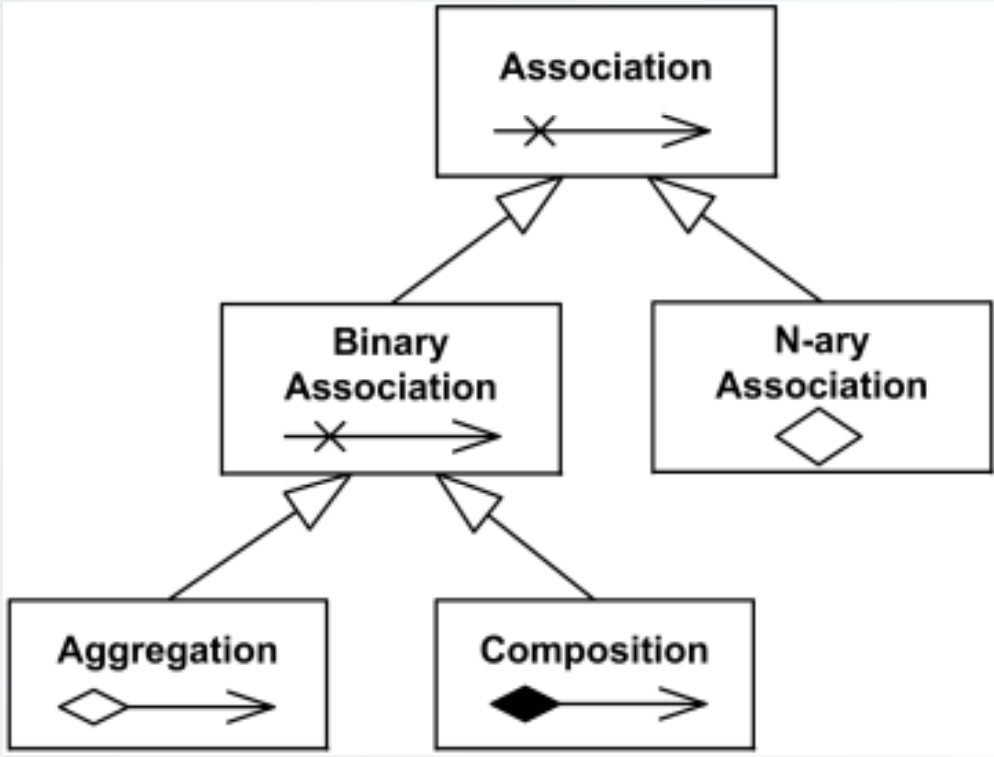 Association
Binary
Association
N-ary
Association
Aggregation
Composition